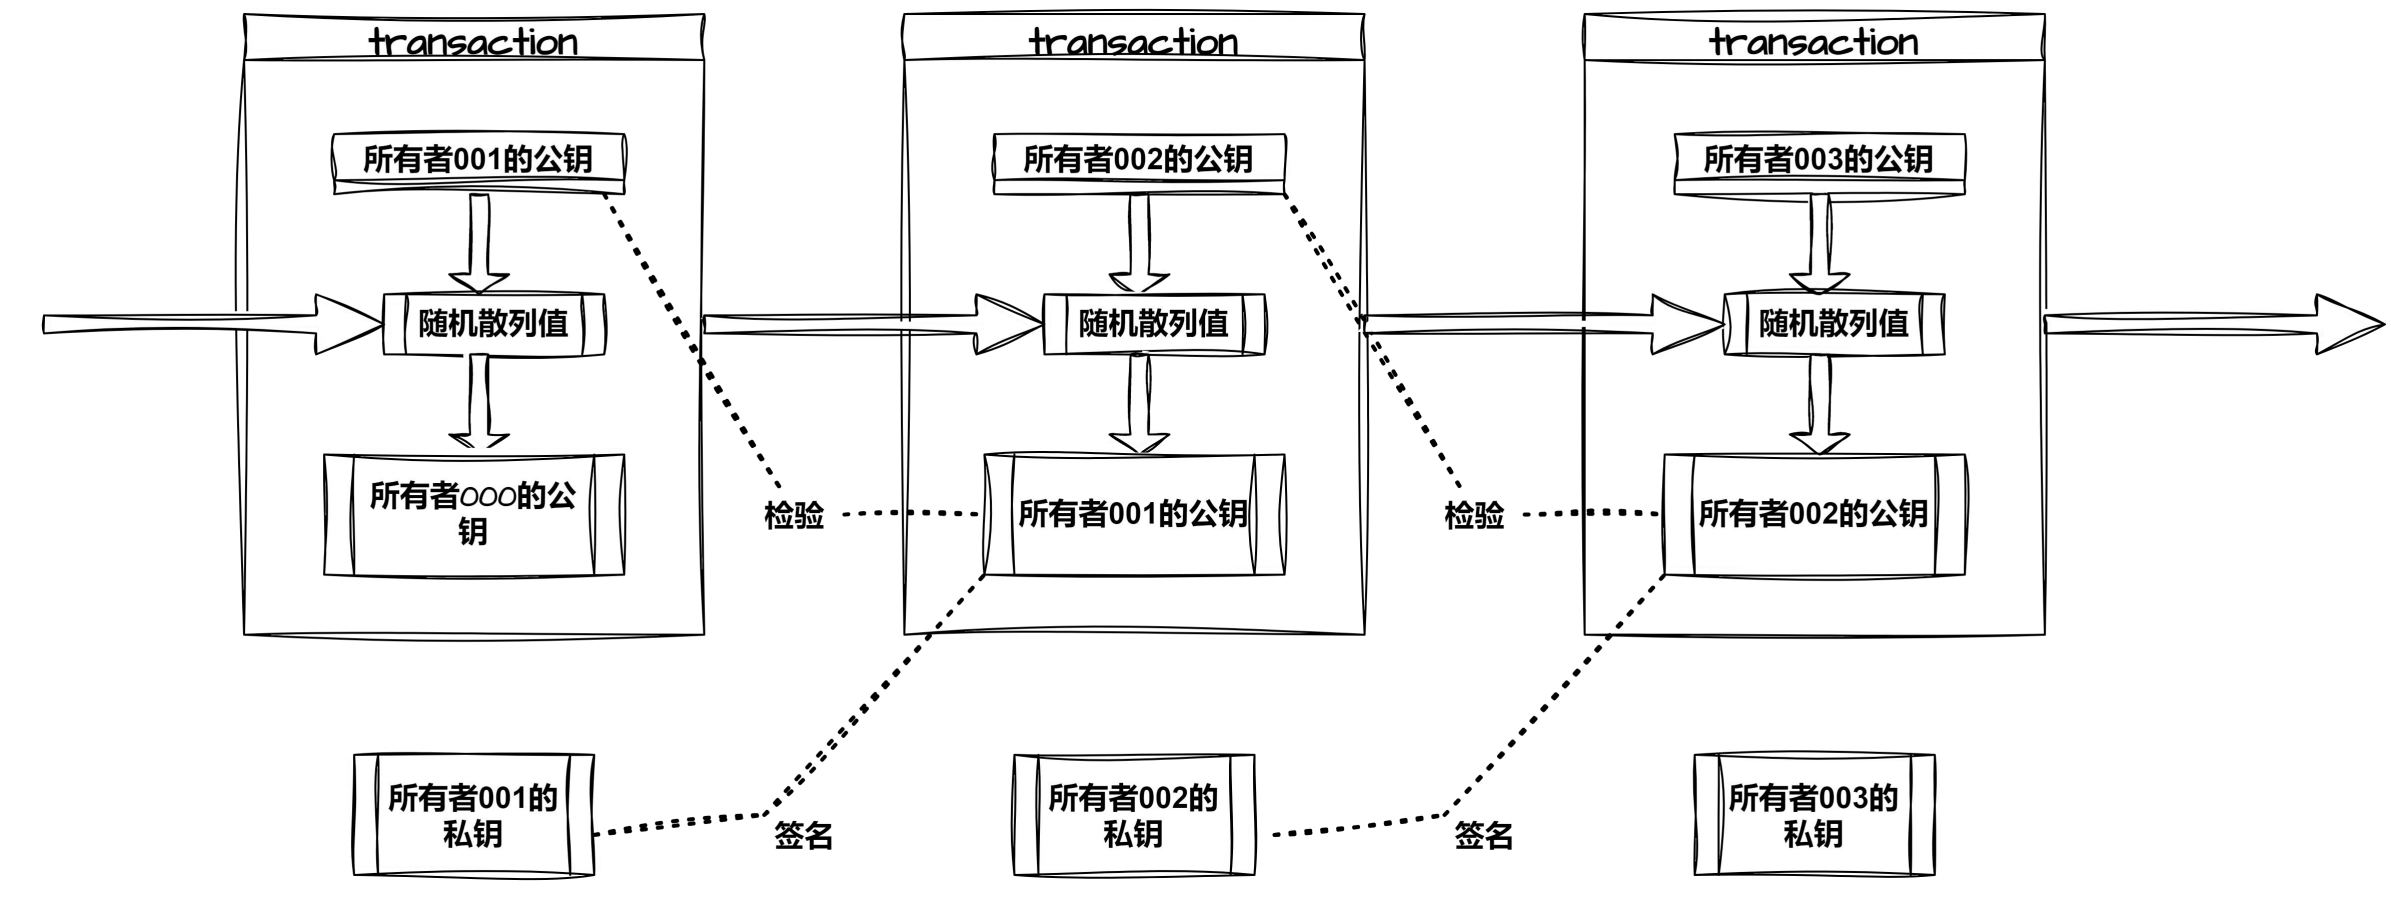 transaction
transaction
transaction
所有者001的公钥
所有者002的公钥
所有者003的公钥
随机散列值
随机散列值
随机散列值
所有者000的公
钥
检验
所有者001的公钥
检验
所有者002的公钥
所有者001的
私钥
签名
所有者002的
私钥
签名
所有者003的
私钥